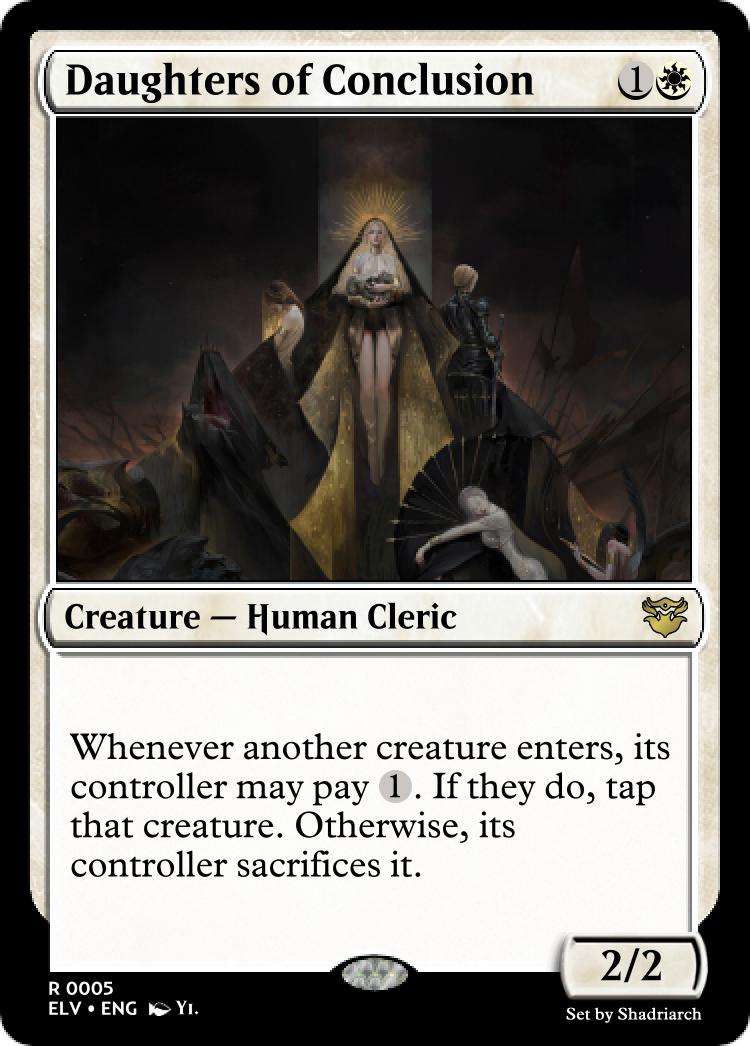 Daughters of Conclusion 1
Creature — Human Cleric
Whenever another creature enters, its
controller may pay 1. If they do, tap
that creature. Otherwise, its
controller sacrifices it.
2/2
R 0005
ELV • ENG Yi.
Set by Shadriarch